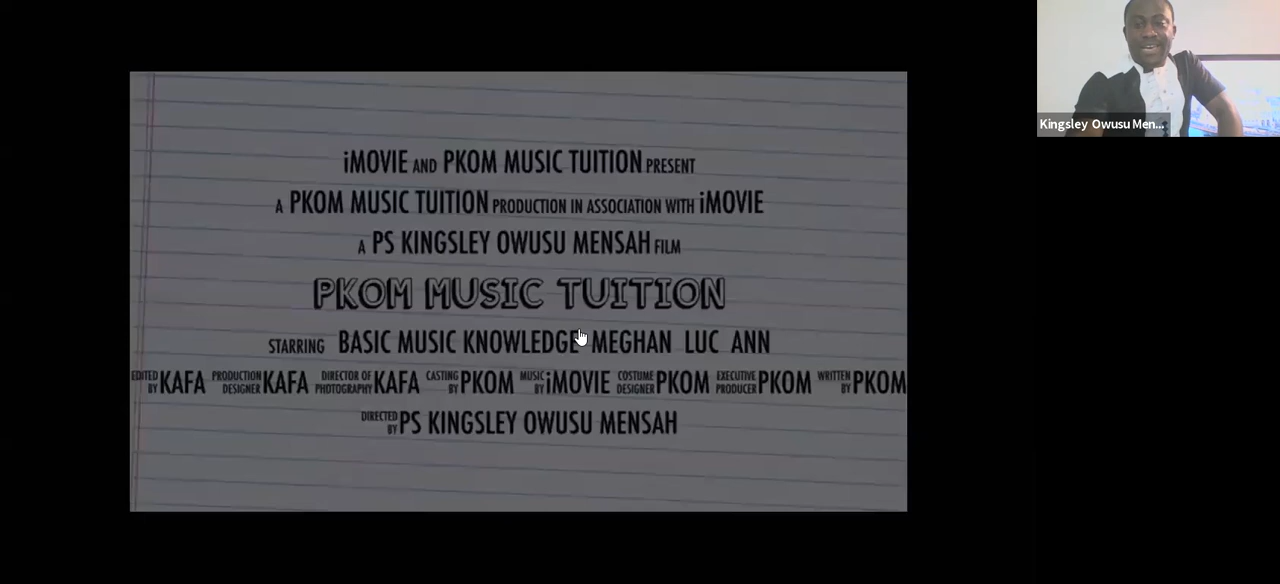 iMOVIE AND PKOM MUSIC TUITION PRESENT
A PKOM MUSIC TUITION PRODUCTION IN ASSOCIATION WITH iMOVIE
A PS KINGSLEY OWUSU MENSAH FILM
PKOM MUSIC TUITION
STARRING BASIC MUSIC KNOWLEDGE MEGHAN LUC ANN
EDITED BY KAFA PRODUCTION DESIGNER KAFA DIRECTOR OF PHOTOGRAPHY KAFA CASTING BY PKOM MUSIC BY iMOVIE COSTUME DESIGNER PKOM EXECUTIVE PRODUCER PKOM WRITTEN BY PKOM
DIRECTED BY PS KINGSLEY OWUSU MENSAH
Kingsley Owusu Men...